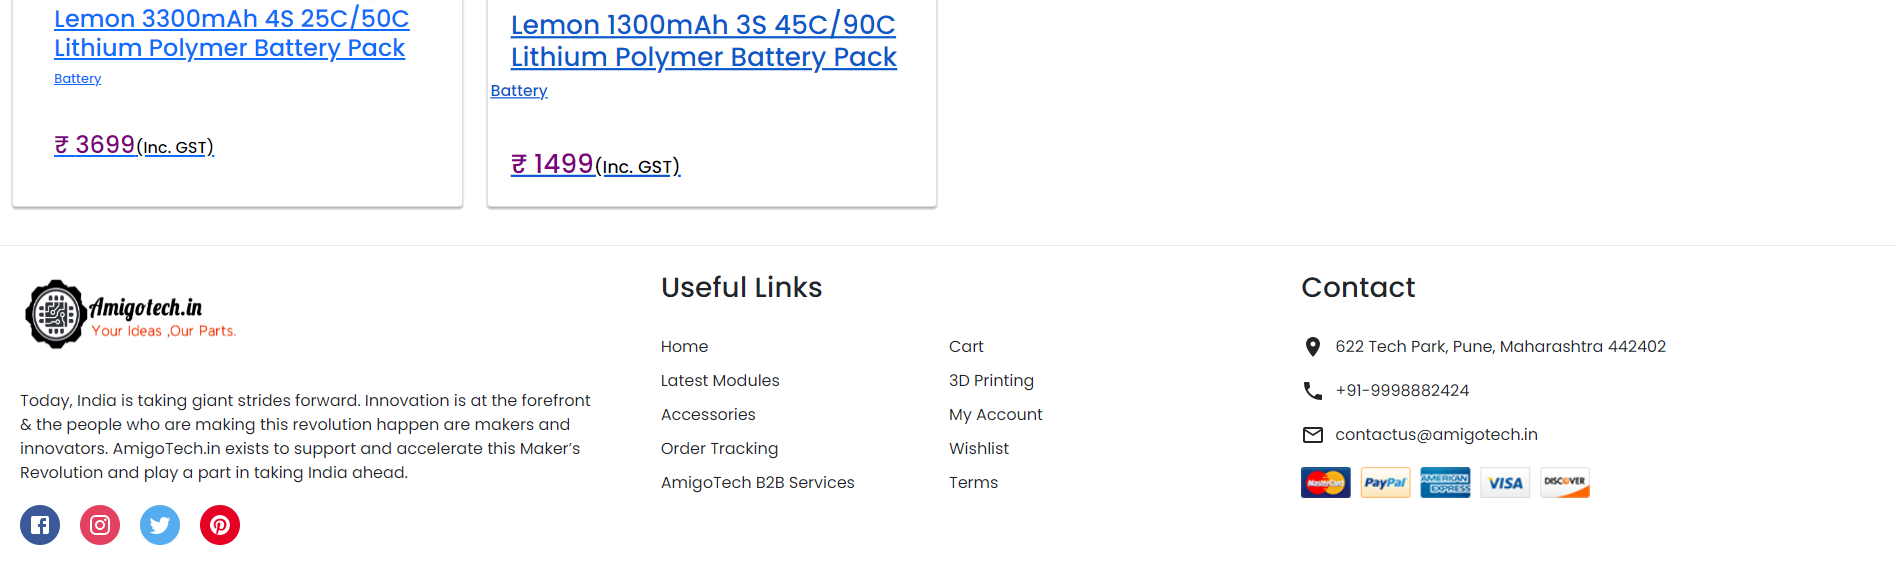 Lemon 3300mAh 4S 25C/50C
Lithium Polymer Battery Pack
Battery
₹ 3699(Inc. GST)
Lemon 1300mAh 3S 45C/90C
Lithium Polymer Battery Pack
Battery
₹ 1499(Inc. GST)
Amigotech.in
Your Ideas ,Our Parts.
Today, India is taking giant strides forward. Innovation is at the forefront
& the people who are making this revolution happen are makers and
innovators. AmigoTech.in exists to support and accelerate this Maker’s
Revolution and play a part in taking India ahead.
Useful Links
Home
Latest Modules
Accessories
Order Tracking
AmigoTech B2B Services
Cart
3D Printing
My Account
Wishlist
Terms
Contact
622 Tech Park, Pune, Maharashtra 442402
+91-9998882424
contactus@amigotech.in
MasterCard
PayPal
AMERICAN EXPRESS
VISA
DISCOVER